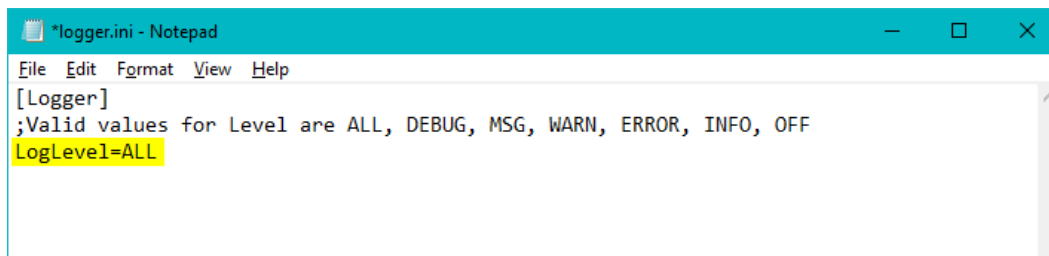 *logger.ini - Notepad
File Edit Format View Help
[Logger]
;Valid values for Level are ALL, DEBUG, MSG, WARN, ERROR, INFO, OFF
LogLevel=ALL